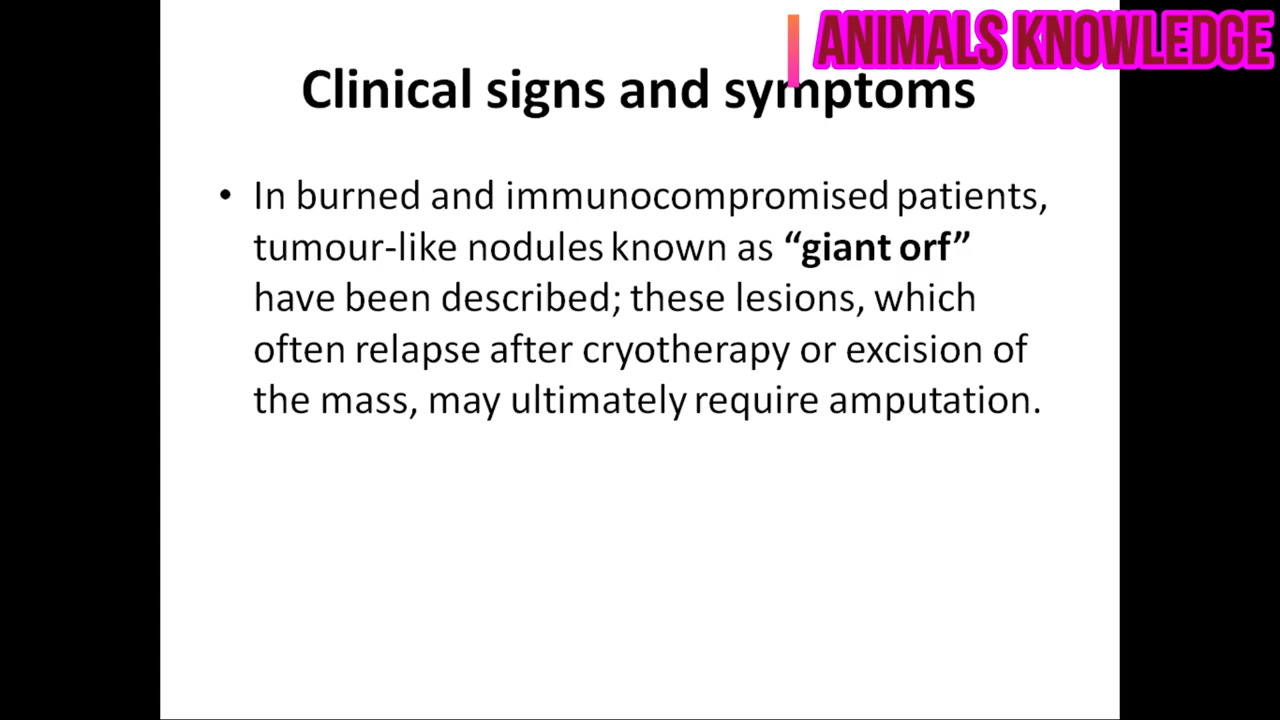 ANIMALS KNOWLEDGE
Clinical signs and symptoms
• In burned and immunocompromised patients,
tumour-like nodules known as “giant orf”
have been described; these lesions, which
often relapse after cryotherapy or excision of
the mass, may ultimately require amputation.